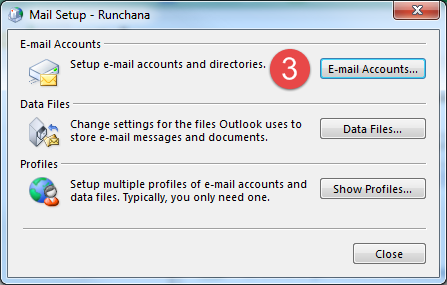 Mail Setup - Runchana
E-mail Accounts
Setup e-mail accounts and directories.
3
E-mail Accounts...
Data Files
Change settings for the files Outlook uses to
store e-mail messages and documents.
Data Files...
Profiles
Setup multiple profiles of e-mail accounts and
data files. Typically, you only need one.
Show Profiles...
Close